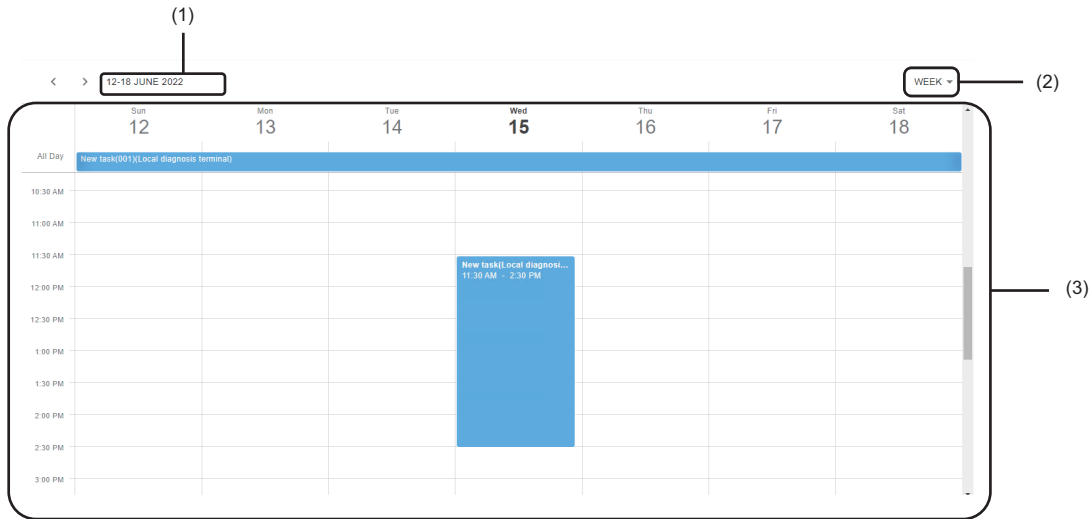 (1)
12-18 JUNE 2022
WEEK
(2)
Sun Mon Tue Wed Thu Fri Sat
12 13 14 15 16 17 18
All Day New task(001)(Local diagnosis terminal)
10:30 AM
11:00 AM
11:30 AM
New task(Local diagnosi...
11:30 AM - 2:30 PM
12:00 PM
(3)
12:30 PM
1:00 PM
1:30 PM
2:00 PM
2:30 PM
3:00 PM